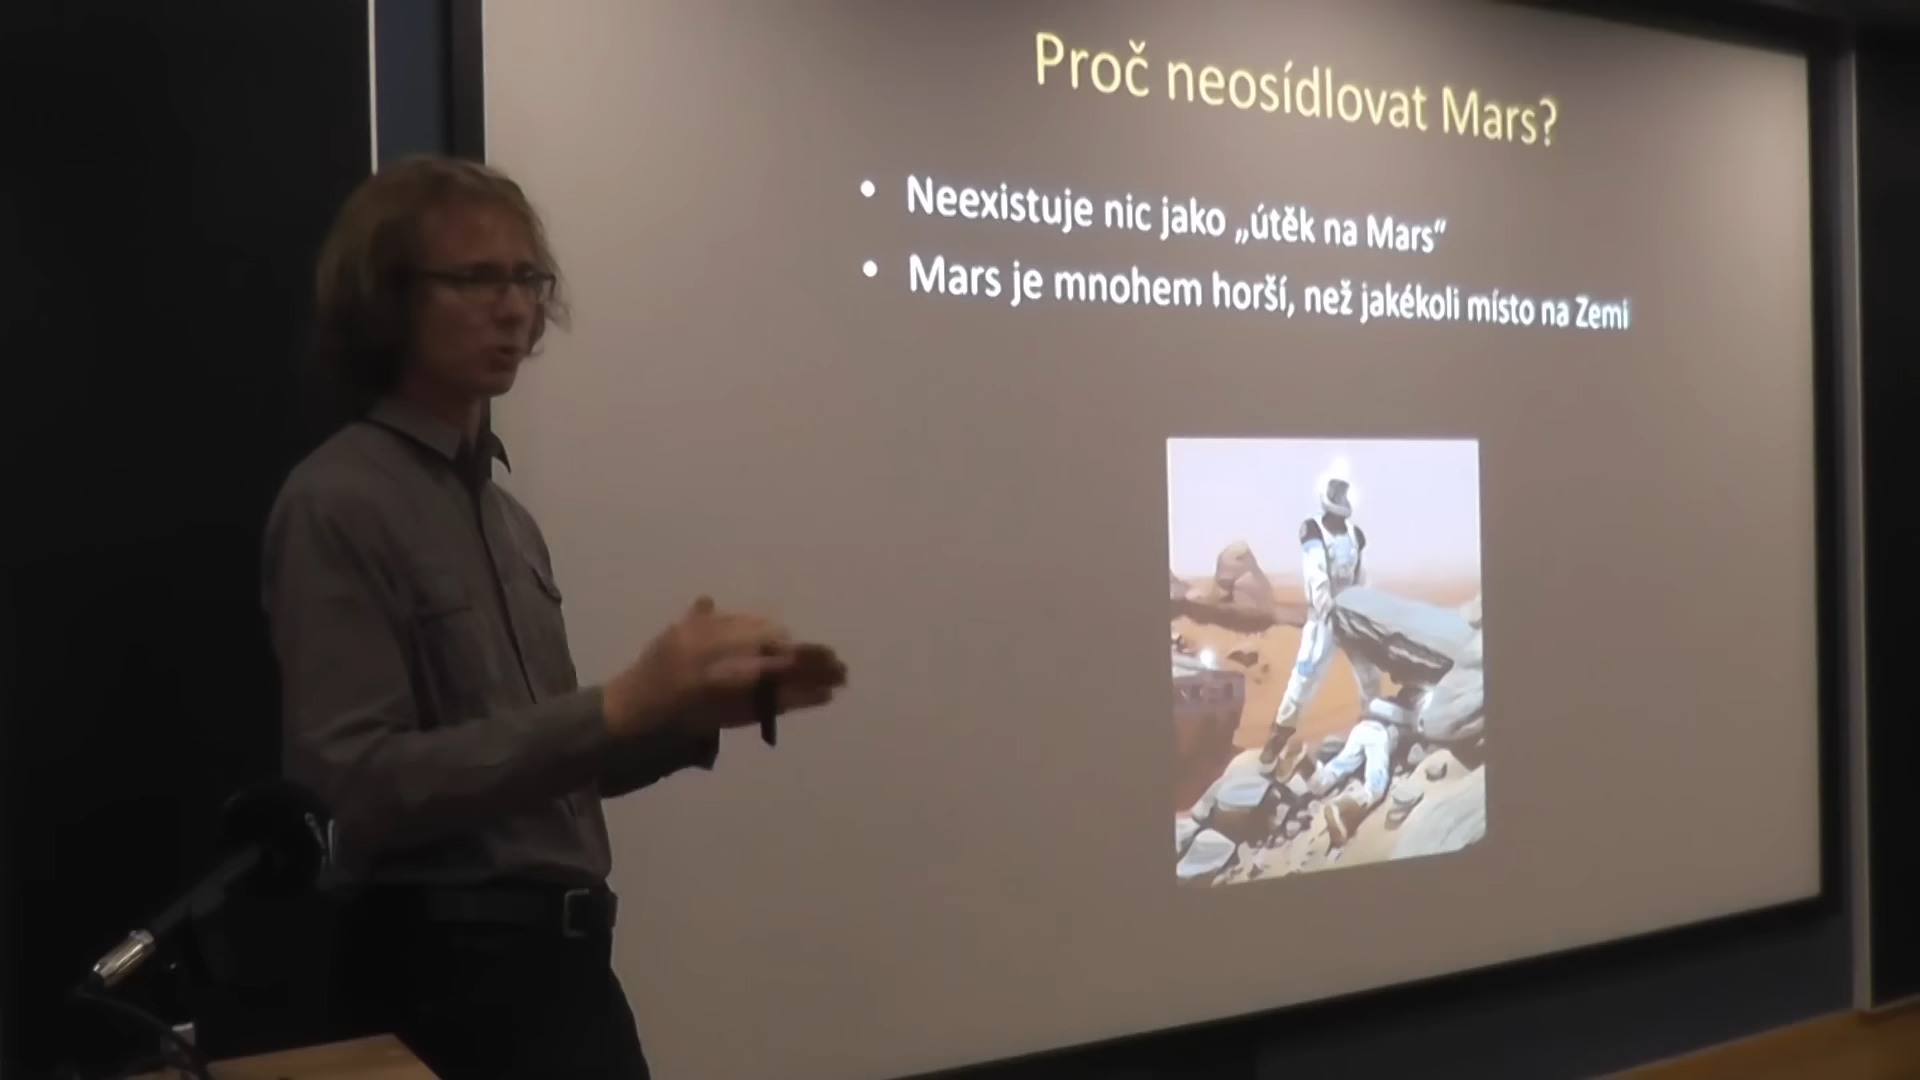 Proč neosídlovat Mars?
• Neexistuje nic jako „útěk na Mars“
• Mars je mnohem horší, než jakékoli místo na Zemi